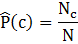 P̂(c) = N_c / N